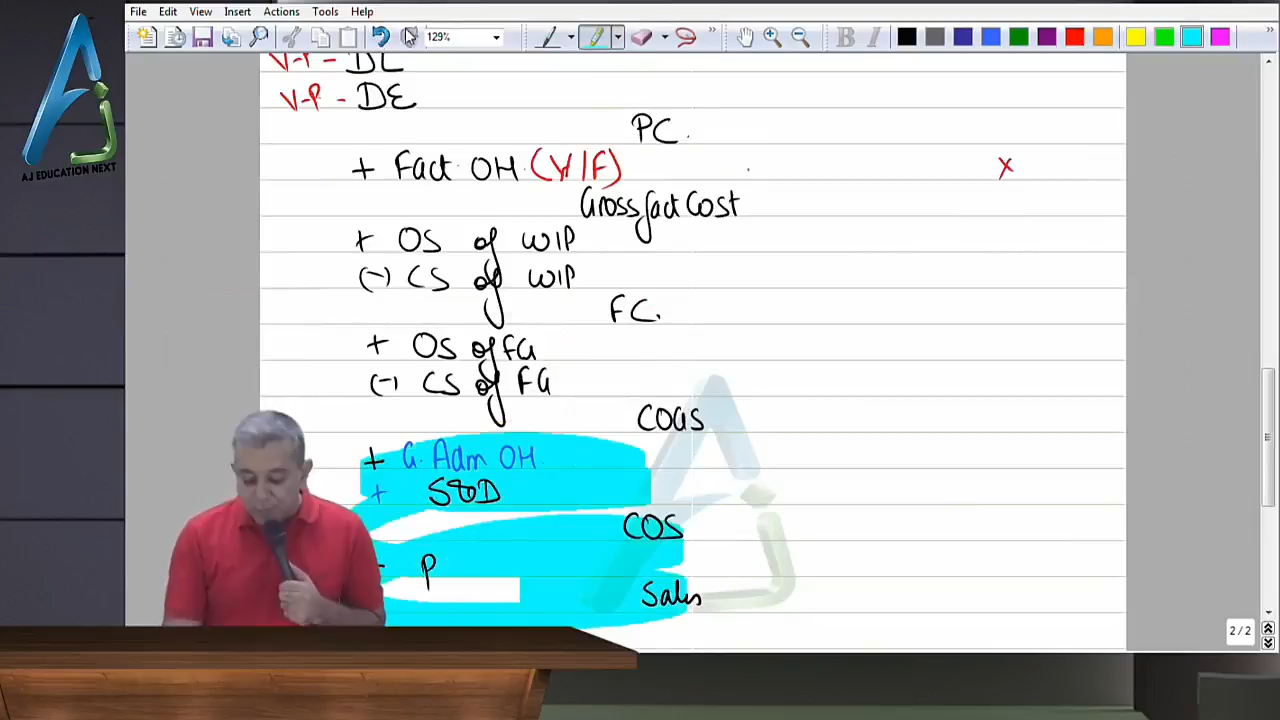 File Edit View Insert Actions Tools Help
129%
B I
V-P - DL
V-P - DE
PC.
+ Fact OH (V/F) x
Gross fact Cost
+ OS of WIP
(-) CS of WIP
FC.
+ OS of FG
(-) CS of FG
COGS
+ G. Adm OH
+ S&D
COS
P
Sales
2/2
AJ EDUCATION NEXT